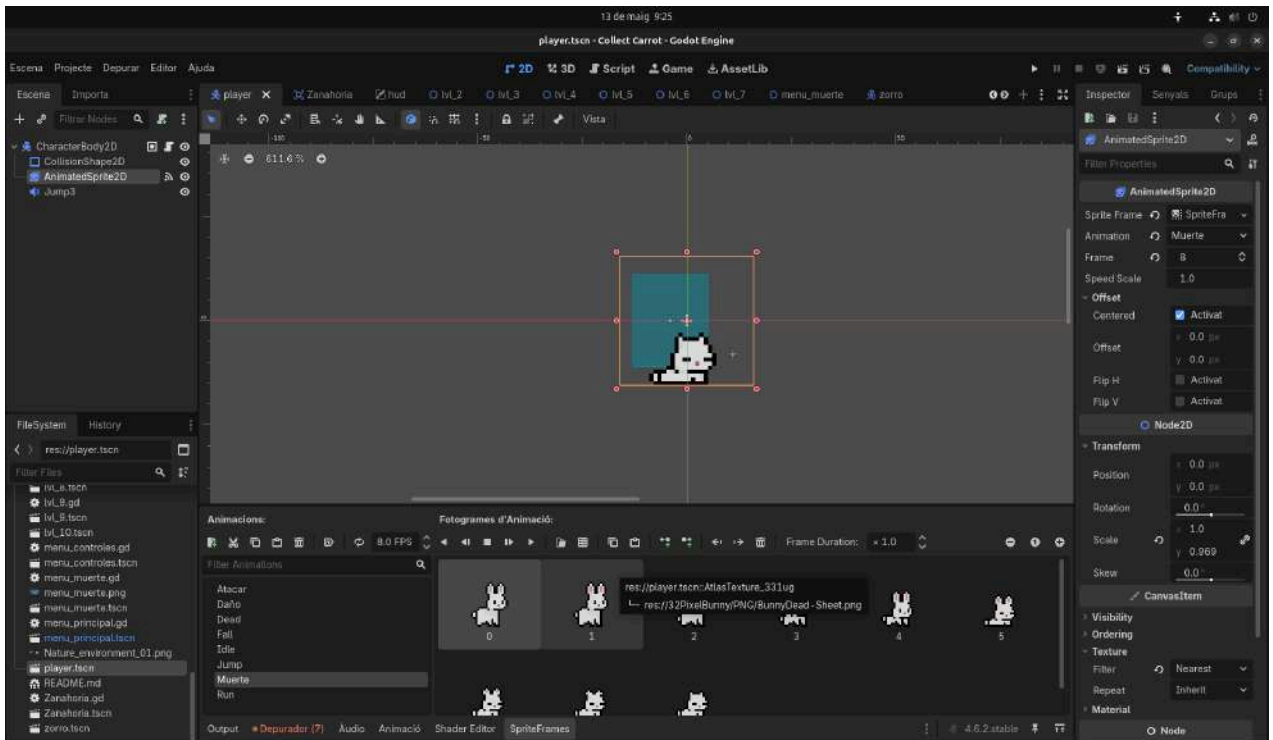 13 de maig 9:25
player.tscn - Collect Carrot - Godot Engine
Escena Projecte Depurar Editor Ajuda
2D 3D Script Game AssetLib
Compatibility
Escena Importa
player Zanahoria hud lvl_2 lvl_3 lvl_4 lvl_5 lvl_6 lvl_7 menu_muerte zorro
Inspector Senyals Grups
Filtrar Nodes
Vista
CharacterBody2D
CollisionShape2D
AnimatedSprite2D
Jump3
-100 -50 0 50
611.6 %
AnimatedSprite2D
Filter Properties
AnimatedSprite2D
Sprite Frame SpriteFra
Animation Muerte
Frame 8
Speed Scale 1.0
Offset
Centered Activat
Offset x 0.0 px
y 0.0 px
Flip H Activat
Flip V Activat
Node2D
Transform
Position x 0.0 px
y 0.0 px
Rotation 0.0 °
Scale x 1.0
y 0.969
Skew 0.0 °
CanvasItem
Visibility
Ordering
Texture
Filter Nearest
Repeat Inherit
Material
Node
FileSystem History
res://player.tscn
Filter Files
lvl_8.tscn
lvl_9.gd
lvl_9.tscn
lvl_10.tscn
menu_controles.gd
menu_controles.tscn
menu_muerte.gd
menu_muerte.png
menu_muerte.tscn
menu_principal.gd
menu_principal.tscn
Nature_environment_01.png
player.tscn
README.md
Zanahoria.gd
Zanahoria.tscn
zorro.tscn
Animacions:
8.0 FPS
Filter Animations
Atacar
Daño
Dead
Fall
Idle
Jump
Muerte
Run
Fotogrames d'Animació:
Frame Duration: × 1.0
res://player.tscn::AtlasTexture_331ug
res://32PixelBunny/PNG/BunnyDead - Sheet.png
0 1 2 3 4 5
Output Depurador (7) Àudio Animació Shader Editor SpriteFrames
4.6.2.stable